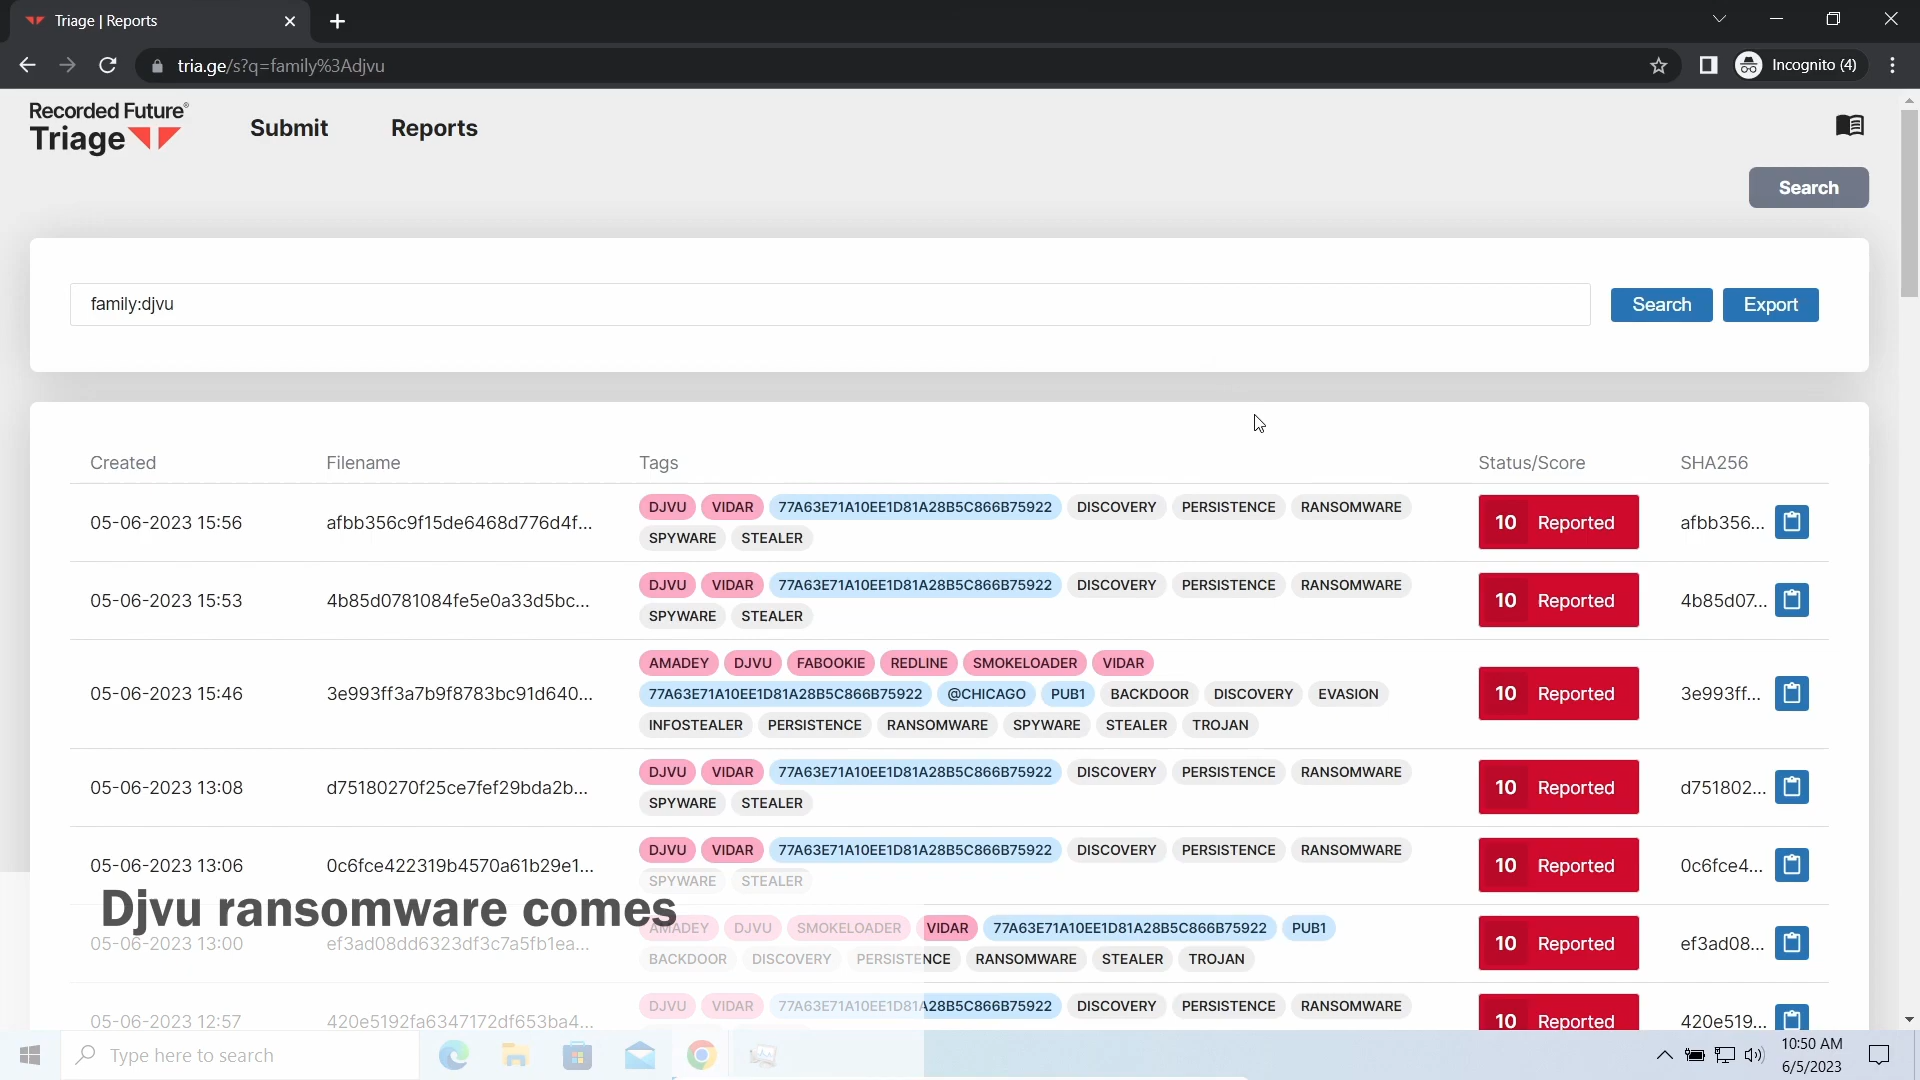 Triage | Reports
tria.ge/s?q=family%3Adjvu
Incognito (4)
Recorded Future®
Triage
Submit
Reports
Search
family:djvu
Search
Export
Created
Filename
Tags
Status/Score
SHA256
05-06-2023 15:56
afbb356c9f15de6468d776d4f...
DJVU VIDAR 77A63E71A10EE1D81A28B5C866B75922 DISCOVERY PERSISTENCE RANSOMWARE
SPYWARE STEALER
10 Reported
afbb356...
05-06-2023 15:53
4b85d0781084fe5e0a33d5bc...
DJVU VIDAR 77A63E71A10EE1D81A28B5C866B75922 DISCOVERY PERSISTENCE RANSOMWARE
SPYWARE STEALER
10 Reported
4b85d07...
05-06-2023 15:46
3e993ff3a7b9f8783bc91d640...
AMADEY DJVU FABOOKIE REDLINE SMOKELOADER VIDAR
77A63E71A10EE1D81A28B5C866B75922 @CHICAGO PUB1 BACKDOOR DISCOVERY EVASION
INFOSTEALER PERSISTENCE RANSOMWARE SPYWARE STEALER TROJAN
10 Reported
3e993ff...
05-06-2023 13:08
d75180270f25ce7fef29bda2b...
DJVU VIDAR 77A63E71A10EE1D81A28B5C866B75922 DISCOVERY PERSISTENCE RANSOMWARE
SPYWARE STEALER
10 Reported
d751802...
05-06-2023 13:06
0c6fce422319b4570a61b29e1...
DJVU VIDAR 77A63E71A10EE1D81A28B5C866B75922 DISCOVERY PERSISTENCE RANSOMWARE
SPYWARE STEALER
10 Reported
0c6fce4...
Djvu ransomware comes
05-06-2023 13:00
ef3ad08dd6323df3c7a5fb1ea...
AMADEY DJVU SMOKELOADER VIDAR 77A63E71A10EE1D81A28B5C866B75922 PUB1
BACKDOOR DISCOVERY PERSISTENCE RANSOMWARE STEALER TROJAN
10 Reported
ef3ad08...
05-06-2023 12:57
420e5192fa6347172df653ba4...
DJVU VIDAR 77A63E71A10EE1D81A28B5C866B75922 DISCOVERY PERSISTENCE RANSOMWARE
10 Reported
420e519...
Type here to search
10:50 AM
6/5/2023